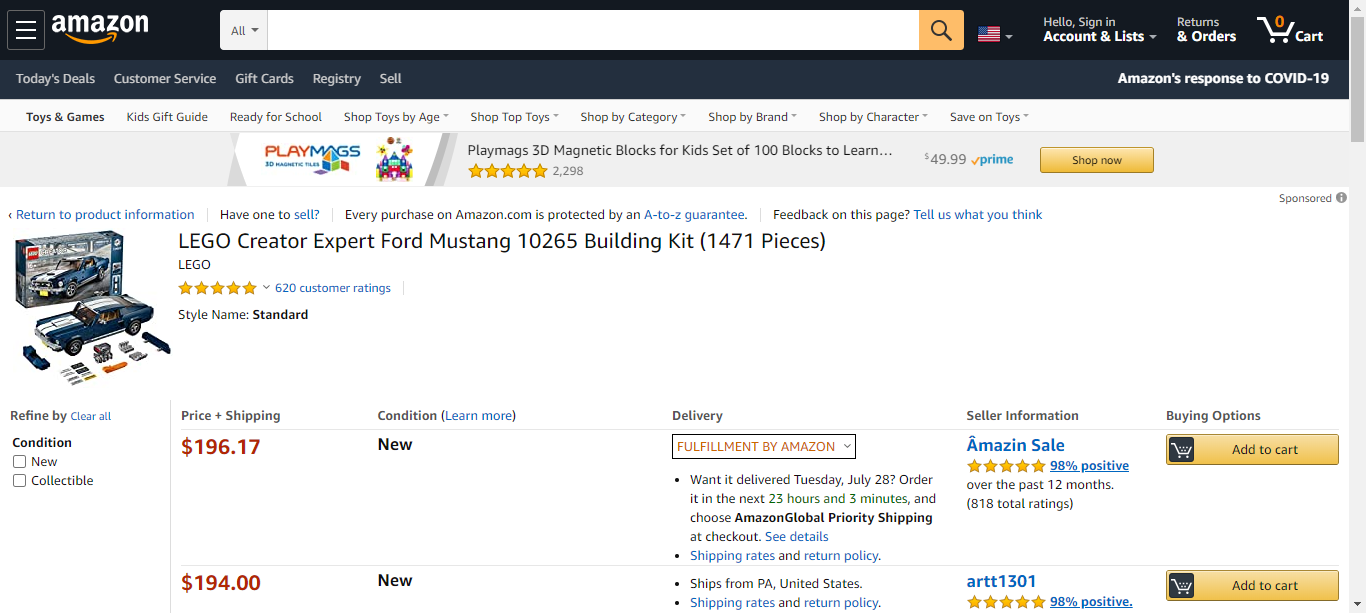 amazon
All
Hello, Sign in
Account & Lists
Returns
& Orders
0
Cart
Today's Deals Customer Service Gift Cards Registry Sell
Amazon's response to COVID-19
Toys & Games Kids Gift Guide Ready for School Shop Toys by Age Shop Top Toys Shop by Category Shop by Brand Shop by Character Save on Toys
PLAYMAGS
3D MAGNETIC TILES
Playmags 3D Magnetic Blocks for Kids Set of 100 Blocks to Learn…
2,298
$49.99 prime
Shop now
Sponsored
‹ Return to product information
Have one to sell?
Every purchase on Amazon.com is protected by an A-to-z guarantee.
Feedback on this page? Tell us what you think
LEGO Creator Expert Ford Mustang 10265 Building Kit (1471 Pieces)
LEGO
620 customer ratings
Style Name: Standard
Refine by Clear all
Condition
New
Collectible
Price + Shipping Condition (Learn more) Delivery Seller Information Buying Options
$196.17
New
FULFILLMENT BY AMAZON
• Want it delivered Tuesday, July 28? Order
it in the next 23 hours and 3 minutes, and
choose AmazonGlobal Priority Shipping
at checkout. See details
• Shipping rates and return policy.
Âmazin Sale
98% positive
over the past 12 months.
(818 total ratings)
Add to cart
$194.00
New
• Ships from PA, United States.
• Shipping rates and return policy.
artt1301
98% positive.
Add to cart